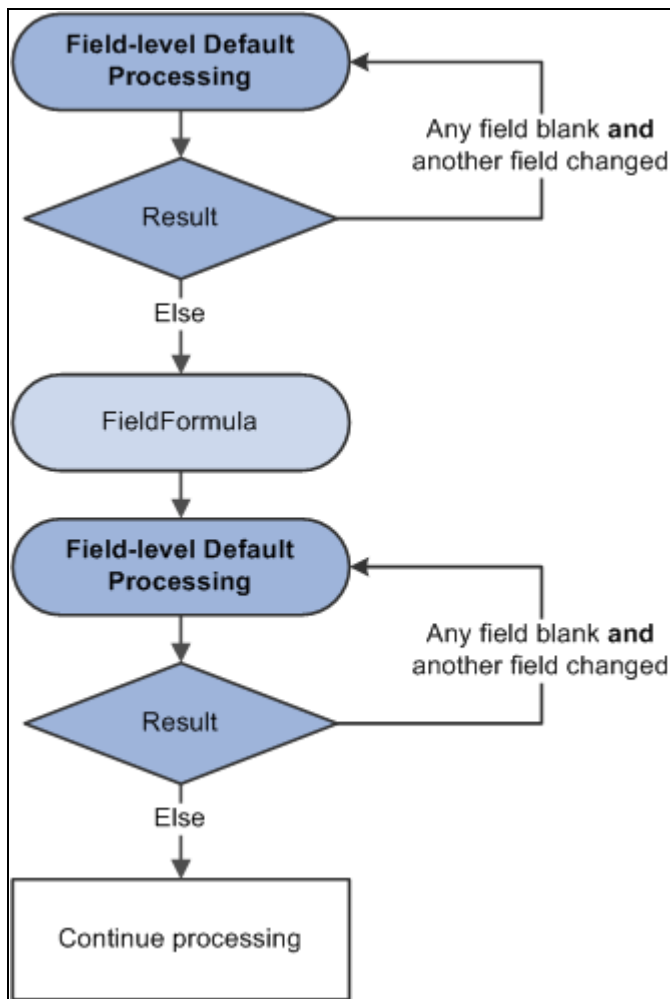 Field-level Default
Processing
Any field blank and
another field changed
Result
Else
FieldFormula
Field-level Default
Processing
Any field blank and
another field changed
Result
Else
Continue processing